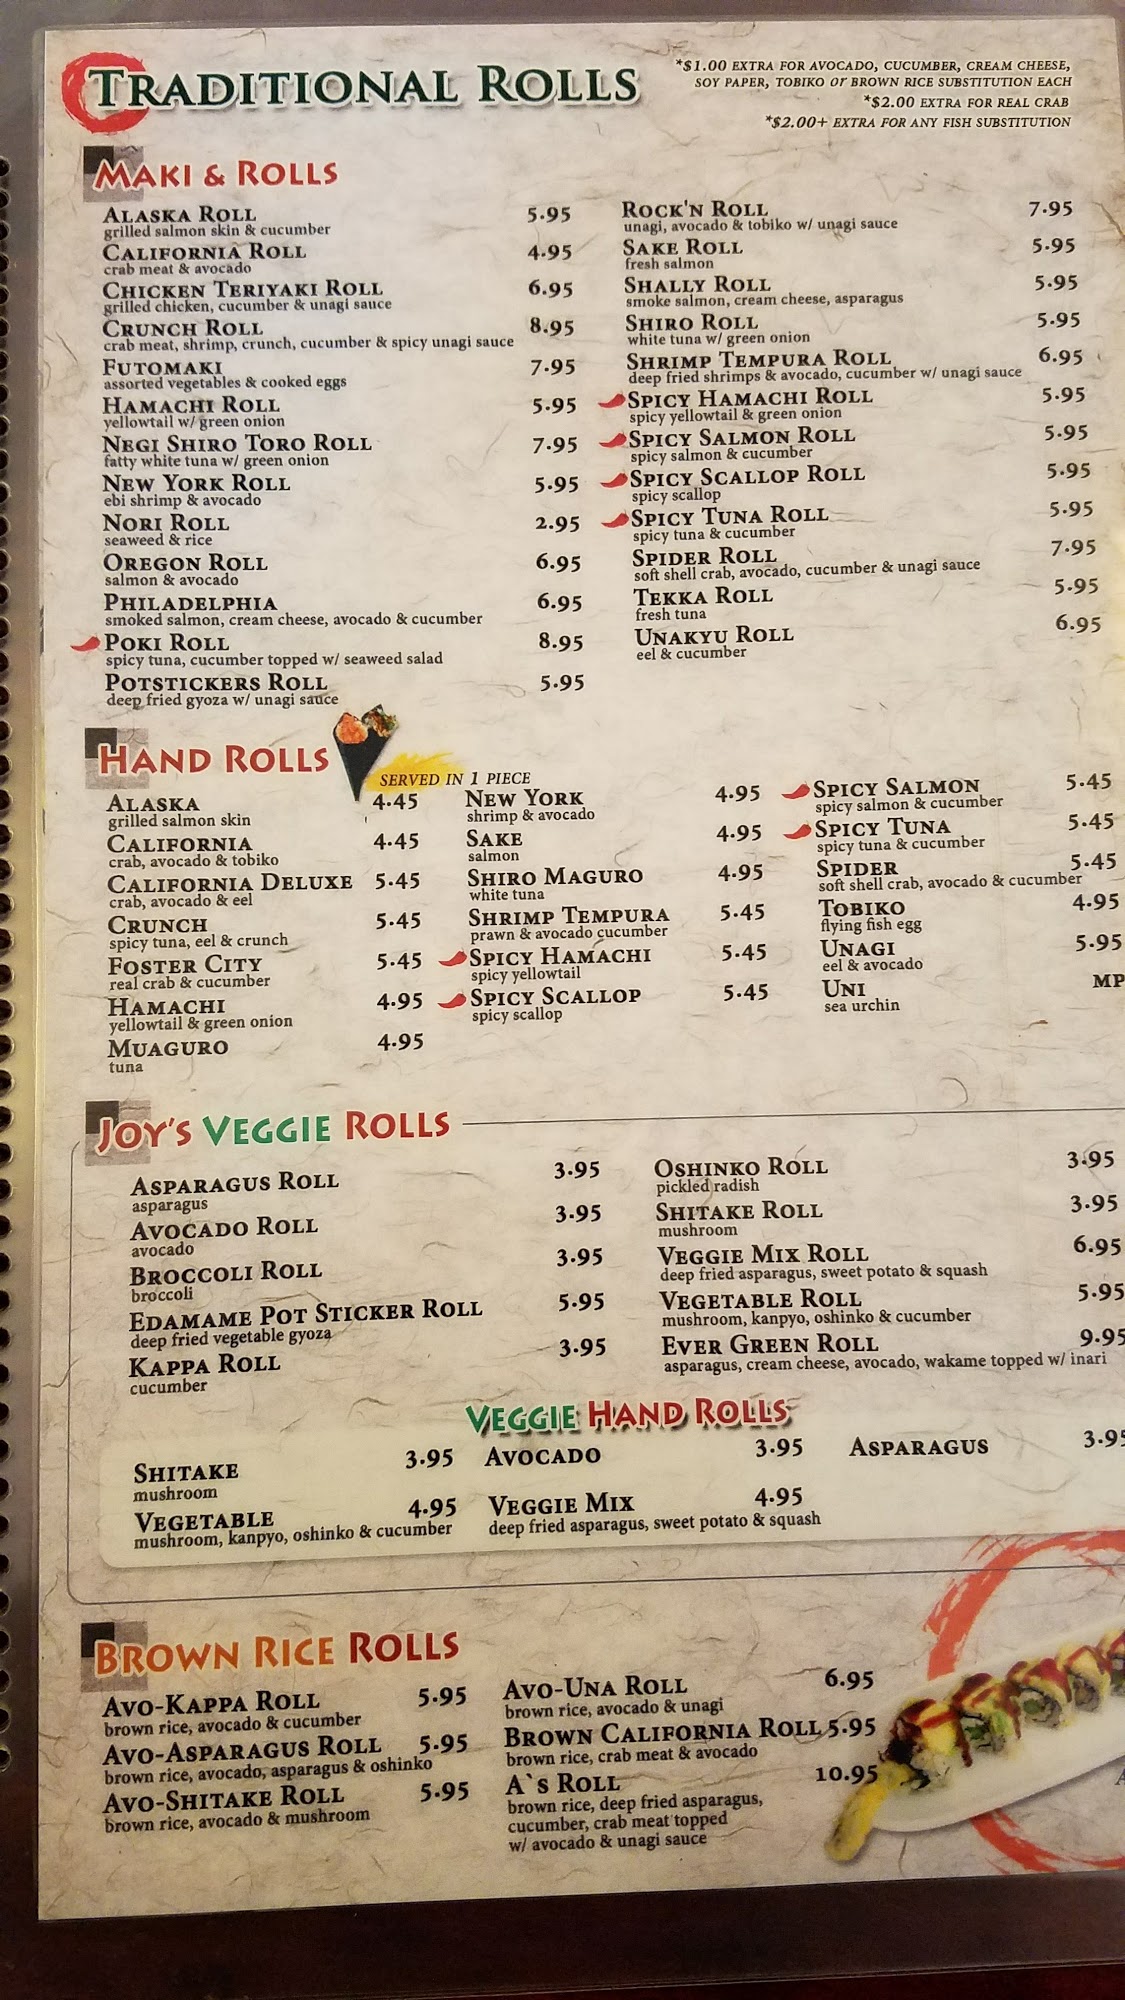 TRADITIONAL ROLLS
*$1.00 EXTRA FOR AVOCADO, CUCUMBER, CREAM CHEESE,
SOY PAPER, TOBIKO or BROWN RICE SUBSTITUTION EACH
*$2.00 EXTRA FOR REAL CRAB
*$2.00+ EXTRA FOR ANY FISH SUBSTITUTION
MAKI & ROLLS
ALASKA ROLL 5.95
grilled salmon skin & cucumber
CALIFORNIA ROLL 4.95
crab meat & avocado
CHICKEN TERIYAKI ROLL 6.95
grilled chicken, cucumber & unagi sauce
CRUNCH ROLL 8.95
crab meat, shrimp, crunch, cucumber & spicy unagi sauce
FUTOMAKI 7.95
assorted vegetables & cooked eggs
HAMACHI ROLL 5.95
yellowtail w/ green onion
NEGI SHIRO TORO ROLL 7.95
fatty white tuna w/ green onion
NEW YORK ROLL 5.95
ebi shrimp & avocado
NORI ROLL 2.95
seaweed & rice
OREGON ROLL 6.95
salmon & avocado
PHILADELPHIA 6.95
smoked salmon, cream cheese, avocado & cucumber
POKI ROLL 8.95
spicy tuna, cucumber topped w/ seaweed salad
POTSTICKERS ROLL 5.95
deep fried gyoza w/ unagi sauce
ROCK'N ROLL 7.95
unagi, avocado & tobiko w/ unagi sauce
SAKE ROLL 5.95
fresh salmon
SHALLY ROLL 5.95
smoke salmon, cream cheese, asparagus
SHIRO ROLL 5.95
white tuna w/ green onion
SHRIMP TEMPURA ROLL 6.95
deep fried shrimps & avocado, cucumber w/ unagi sauce
SPICY HAMACHI ROLL 5.95
spicy yellowtail & green onion
SPICY SALMON ROLL 5.95
spicy salmon & cucumber
SPICY SCALLOP ROLL 5.95
spicy scallop
SPICY TUNA ROLL 5.95
spicy tuna & cucumber
SPIDER ROLL 7.95
soft shell crab, avocado, cucumber & unagi sauce
TEKKA ROLL 5.95
fresh tuna
UNAKYU ROLL 6.95
eel & cucumber
HAND ROLLS
SERVED IN 1 PIECE
ALASKA 4.45
grilled salmon skin
CALIFORNIA 4.45
crab, avocado & tobiko
CALIFORNIA DELUXE 5.45
crab, avocado & eel
CRUNCH 5.45
spicy tuna, eel & crunch
FOSTER CITY 5.45
real crab & cucumber
HAMACHI 4.95
yellowtail & green onion
MUAGURO 4.95
tuna
NEW YORK 4.95
shrimp & avocado
SAKE 4.95
salmon
SHIRO MAGURO 4.95
white tuna
SHRIMP TEMPURA 5.45
prawn & avocado cucumber
SPICY HAMACHI 5.45
spicy yellowtail
SPICY SCALLOP 5.45
spicy scallop
SPICY SALMON 5.45
spicy salmon & cucumber
SPICY TUNA 5.45
spicy tuna & cucumber
SPIDER 5.45
soft shell crab, avocado & cucumber
TOBIKO 4.95
flying fish egg
UNAGI 5.95
eel & avocado
UNI MP
sea urchin
JOY'S VEGGIE ROLLS
ASPARAGUS ROLL 3.95
asparagus
AVOCADO ROLL 3.95
avocado
BROCCOLI ROLL 3.95
broccoli
EDAMAME POT STICKER ROLL 5.95
deep fried vegetable gyoza
KAPPA ROLL 3.95
cucumber
OSHINKO ROLL 3.95
pickled radish
SHITAKE ROLL 3.95
mushroom
VEGGIE MIX ROLL 6.95
deep fried asparagus, sweet potato & squash
VEGETABLE ROLL 5.95
mushroom, kanpyo, oshinko & cucumber
EVER GREEN ROLL 9.95
asparagus, cream cheese, avocado, wakame topped w/ inari
VEGGIE HAND ROLLS
SHITAKE 3.95
mushroom
VEGETABLE 4.95
mushroom, kanpyo, oshinko & cucumber
AVOCADO 3.95
VEGGIE MIX 4.95
deep fried asparagus, sweet potato & squash
ASPARAGUS 3.95
BROWN RICE ROLLS
AVO-KAPPA ROLL 5.95
brown rice, avocado & cucumber
AVO-ASPARAGUS ROLL 5.95
brown rice, avocado, asparagus & oshinko
AVO-SHITAKE ROLL 5.95
brown rice, avocado & mushroom
AVO-UNA ROLL 6.95
brown rice, avocado & unagi
BROWN CALIFORNIA ROLL 5.95
brown rice, crab meat & avocado
A`S ROLL 10.95
brown rice, deep fried asparagus,
cucumber, crab meat topped
w/ avocado & unagi sauce